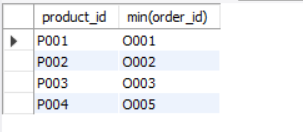 product_id min(order_id)
P001 O001
P002 O002
P003 O003
P004 O005